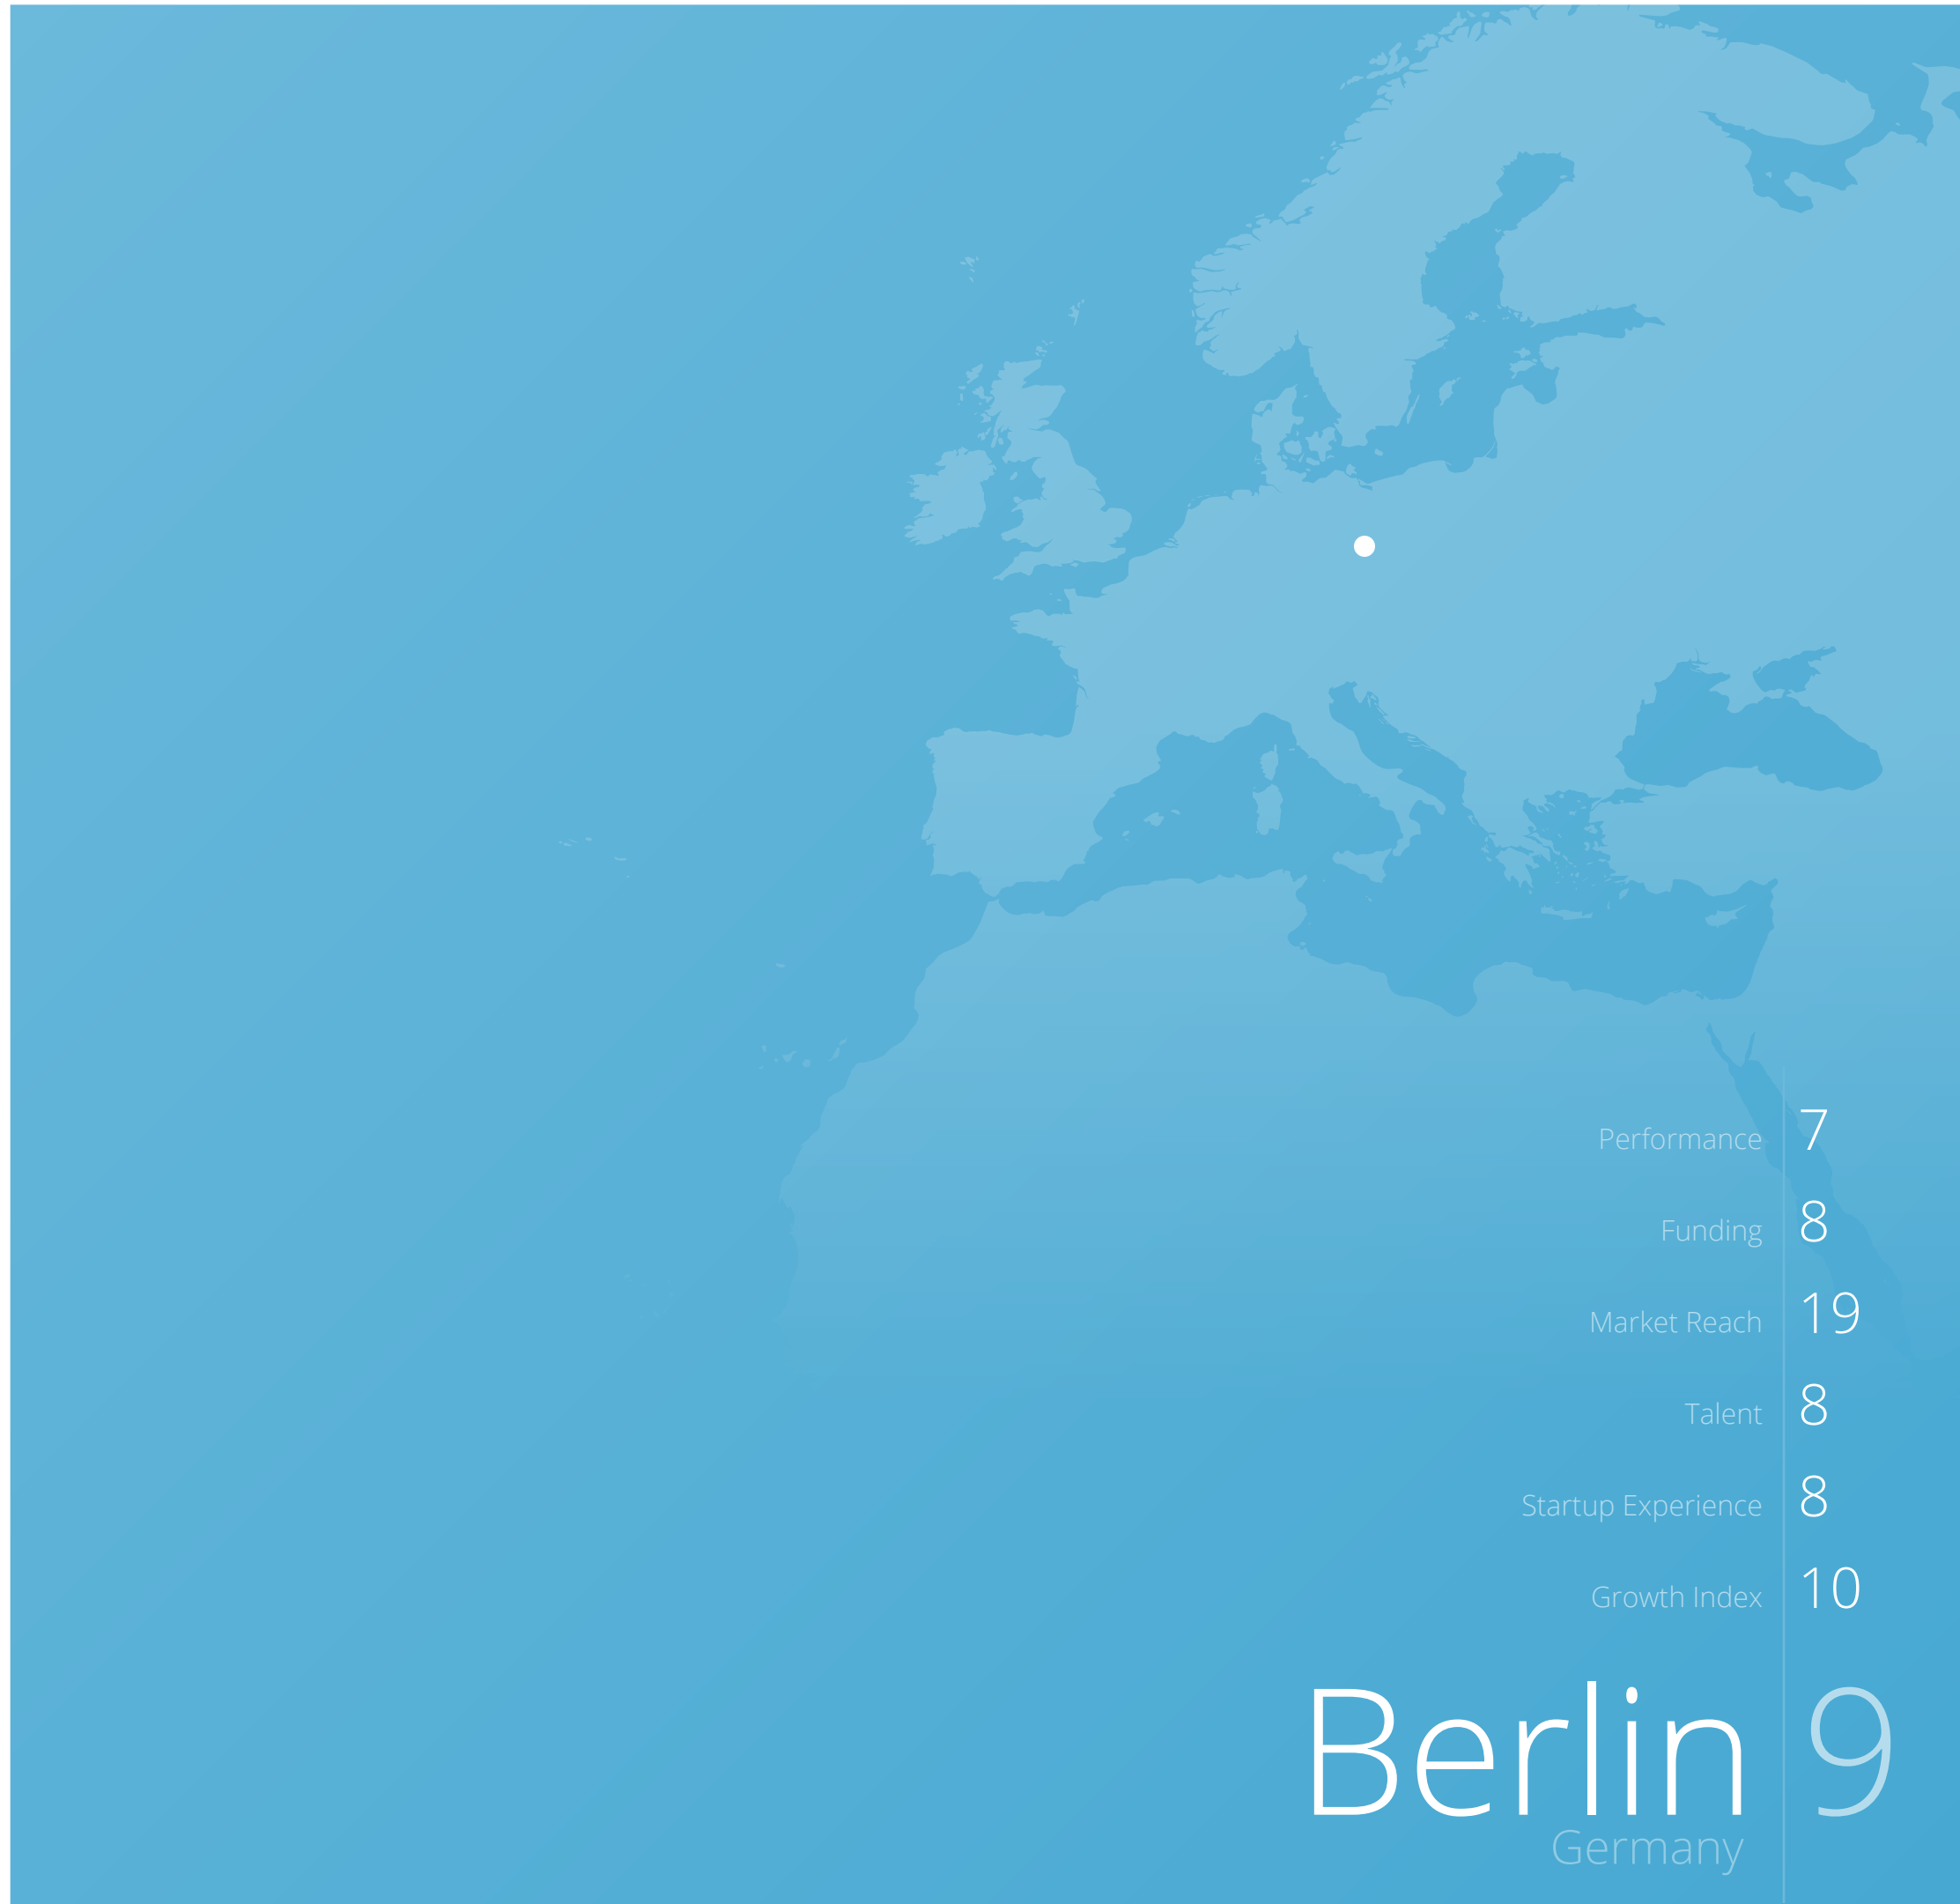 Performance 7
Funding 8
Market Reach 19
Talent 8
Startup Experience 8
Growth Index 10
Berlin 9
Germany